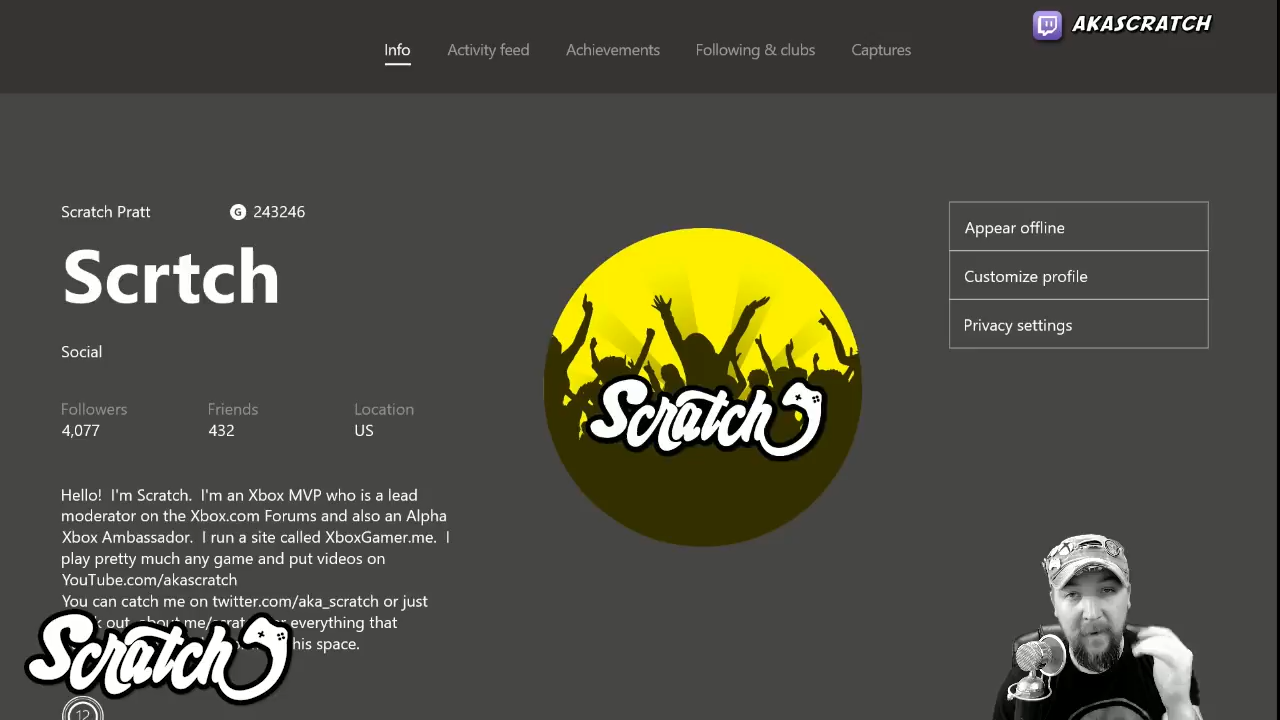 AKASCRATCH
Info Activity feed Achievements Following & clubs Captures
Scratch Pratt G 243246
Scrtch
Social
Followers Friends Location
4,077 432 US
Hello!  I'm Scratch.  I'm an Xbox MVP who is a lead
moderator on the Xbox.com Forums and also an Alpha
Xbox Ambassador.  I run a site called XboxGamer.me.  I
play pretty much any game and put videos on
YouTube.com/akascratch
You can catch me on twitter.com/aka_scratch or just
out everything that
this space.
Scratch
12
Scratch
Appear offline
Customize profile
Privacy settings